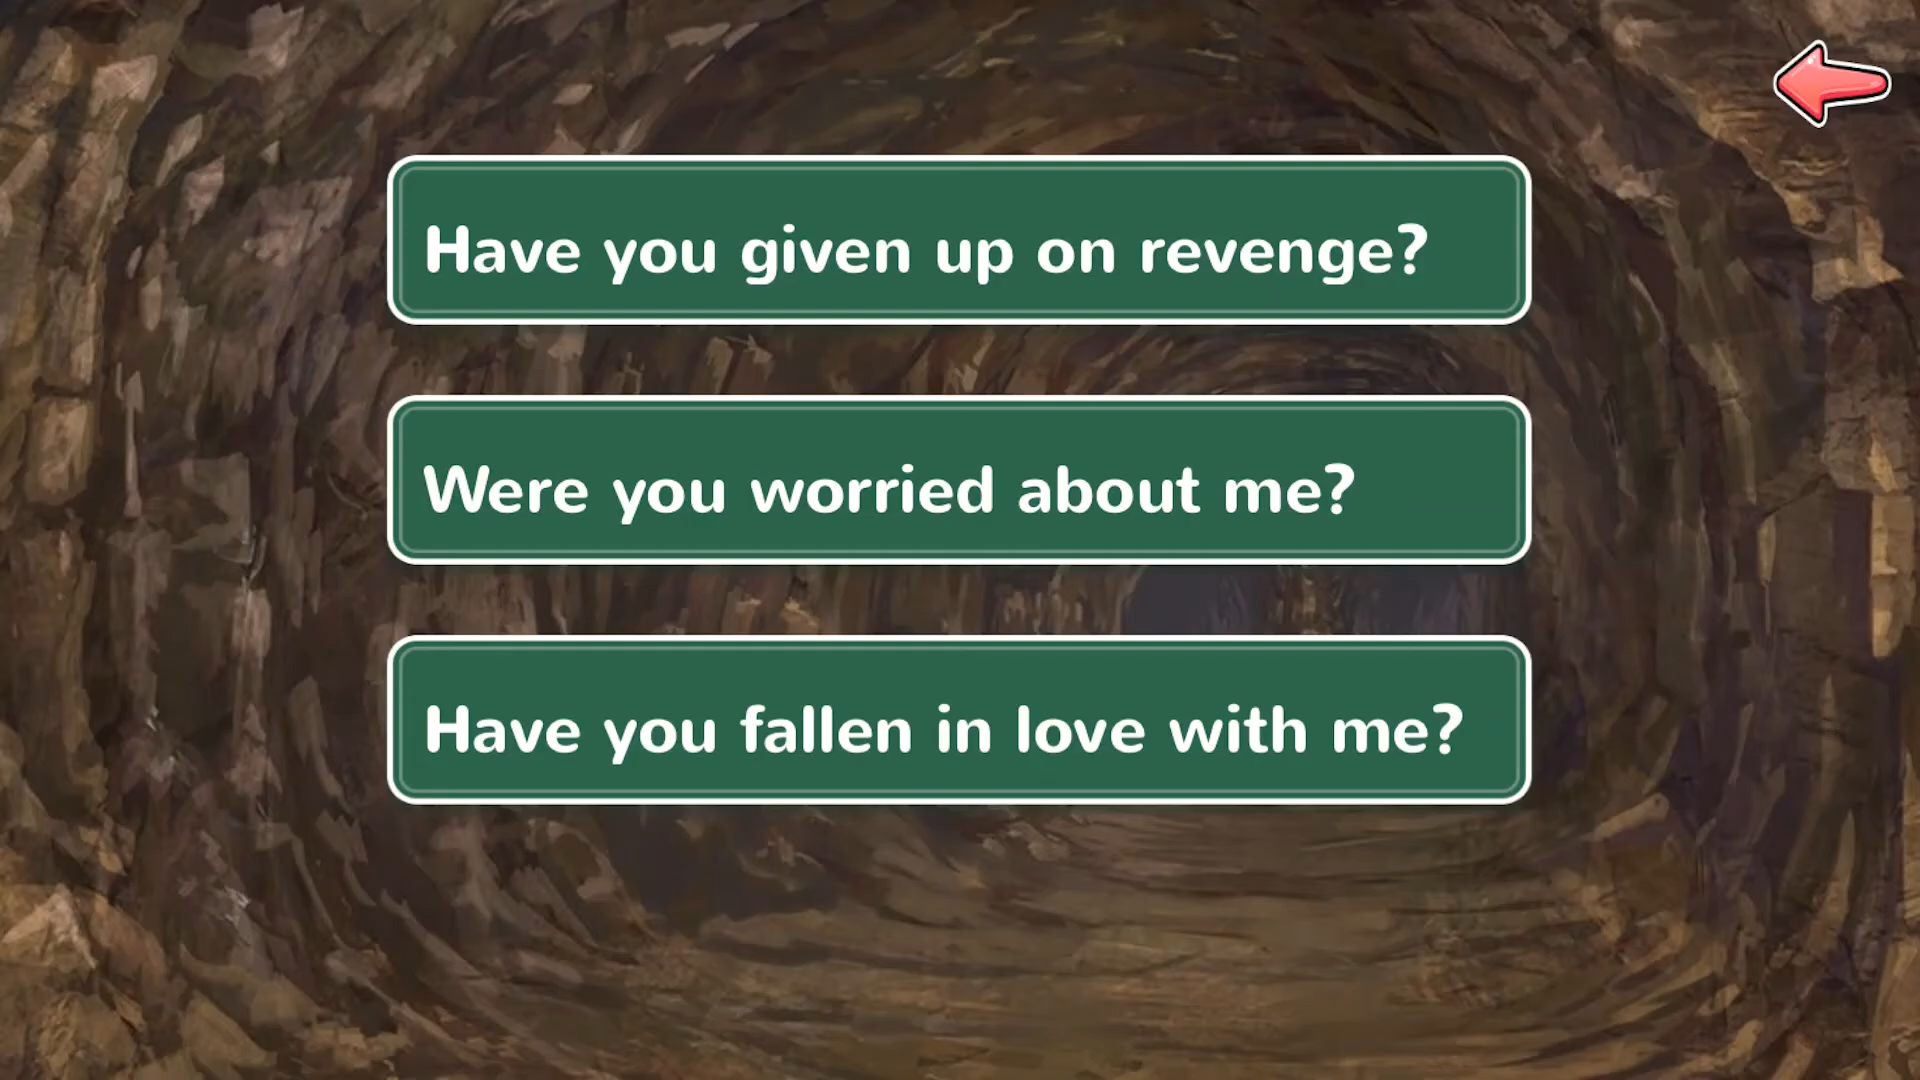 Have you given up on revenge?
Were you worried about me?
Have you fallen in love with me?